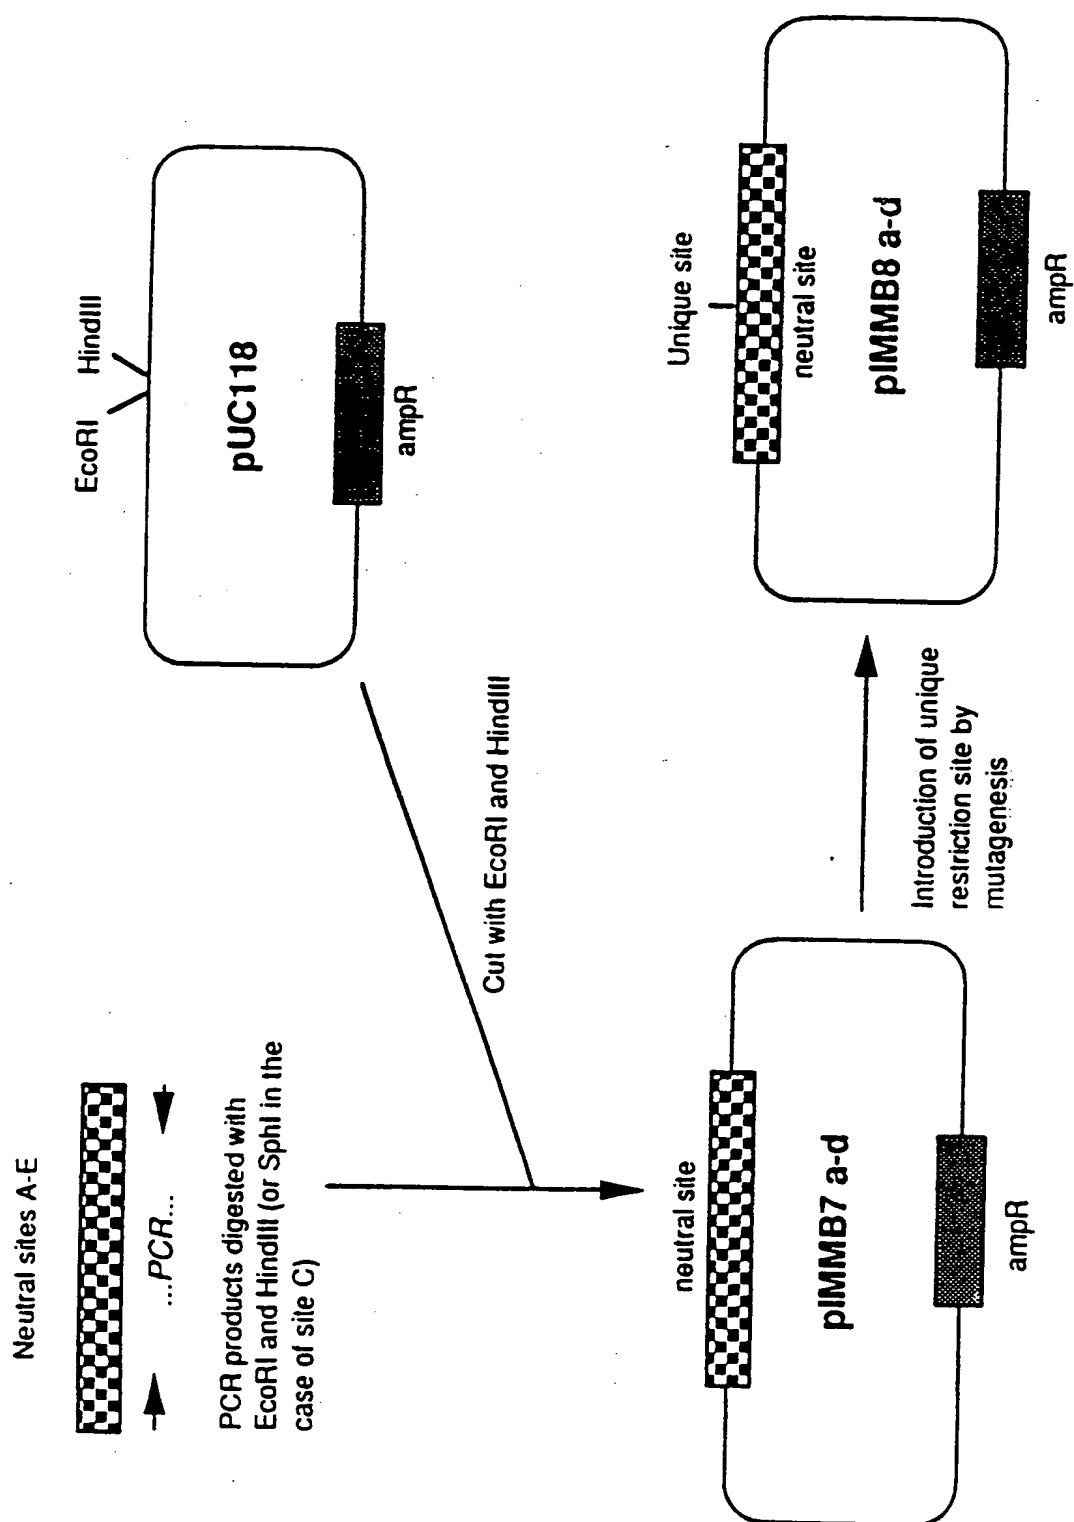 Neutral sites A-E
...PCR...
PCR products digested with
EcoRI and HindIII (or SphI in the
case of site C)
EcoRI
HindIII
pUC118
ampR
Cut with EcoRI and HindIII
neutral site
pIMMB7 a-d
ampR
Introduction of unique
restriction site by
mutagenesis
Unique site
neutral site
pIMMB8 a-d
ampR